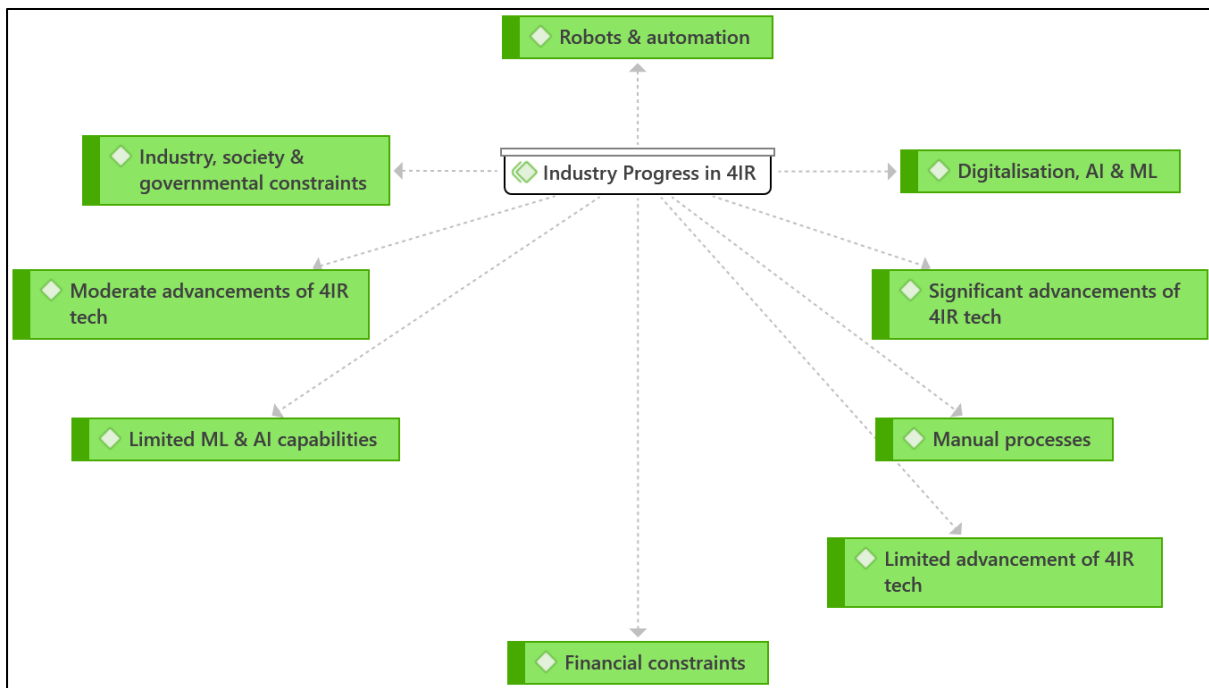 Robots & automation
Industry, society &
governmental constraints
Industry Progress in 4IR
Digitalisation, AI & ML
Moderate advancements of 4IR
tech
Significant advancements of
4IR tech
Limited ML & AI capabilities
Manual processes
Limited advancement of 4IR
tech
Financial constraints